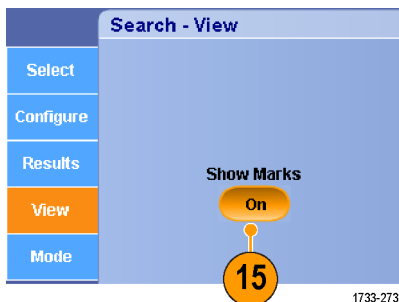 Search - View
Select
Configure
Results
View
Mode
Show Marks
On
15
1733-273